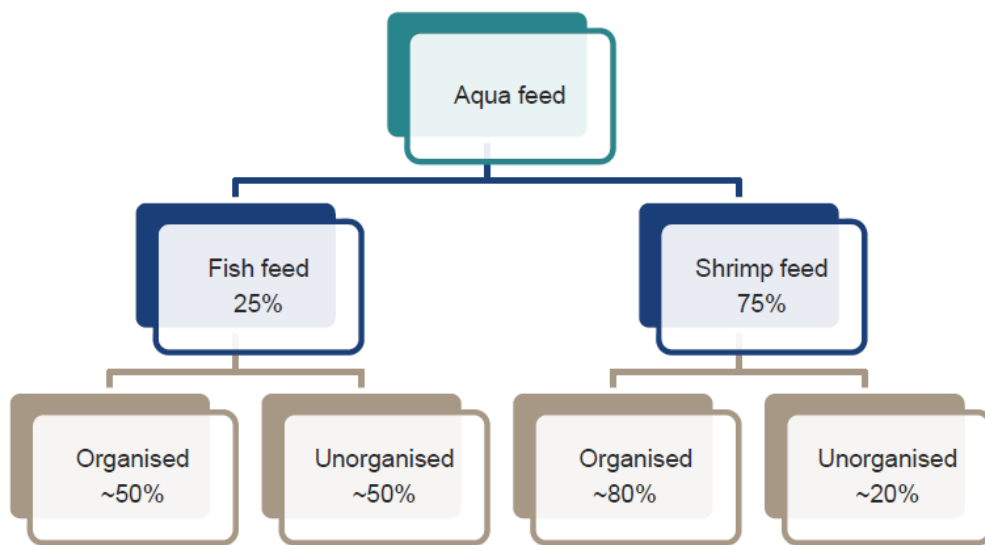 Aqua feed
Fish feed
25%
Shrimp feed
75%
Organised
~50%
Unorganised
~50%
Organised
~80%
Unorganised
~20%